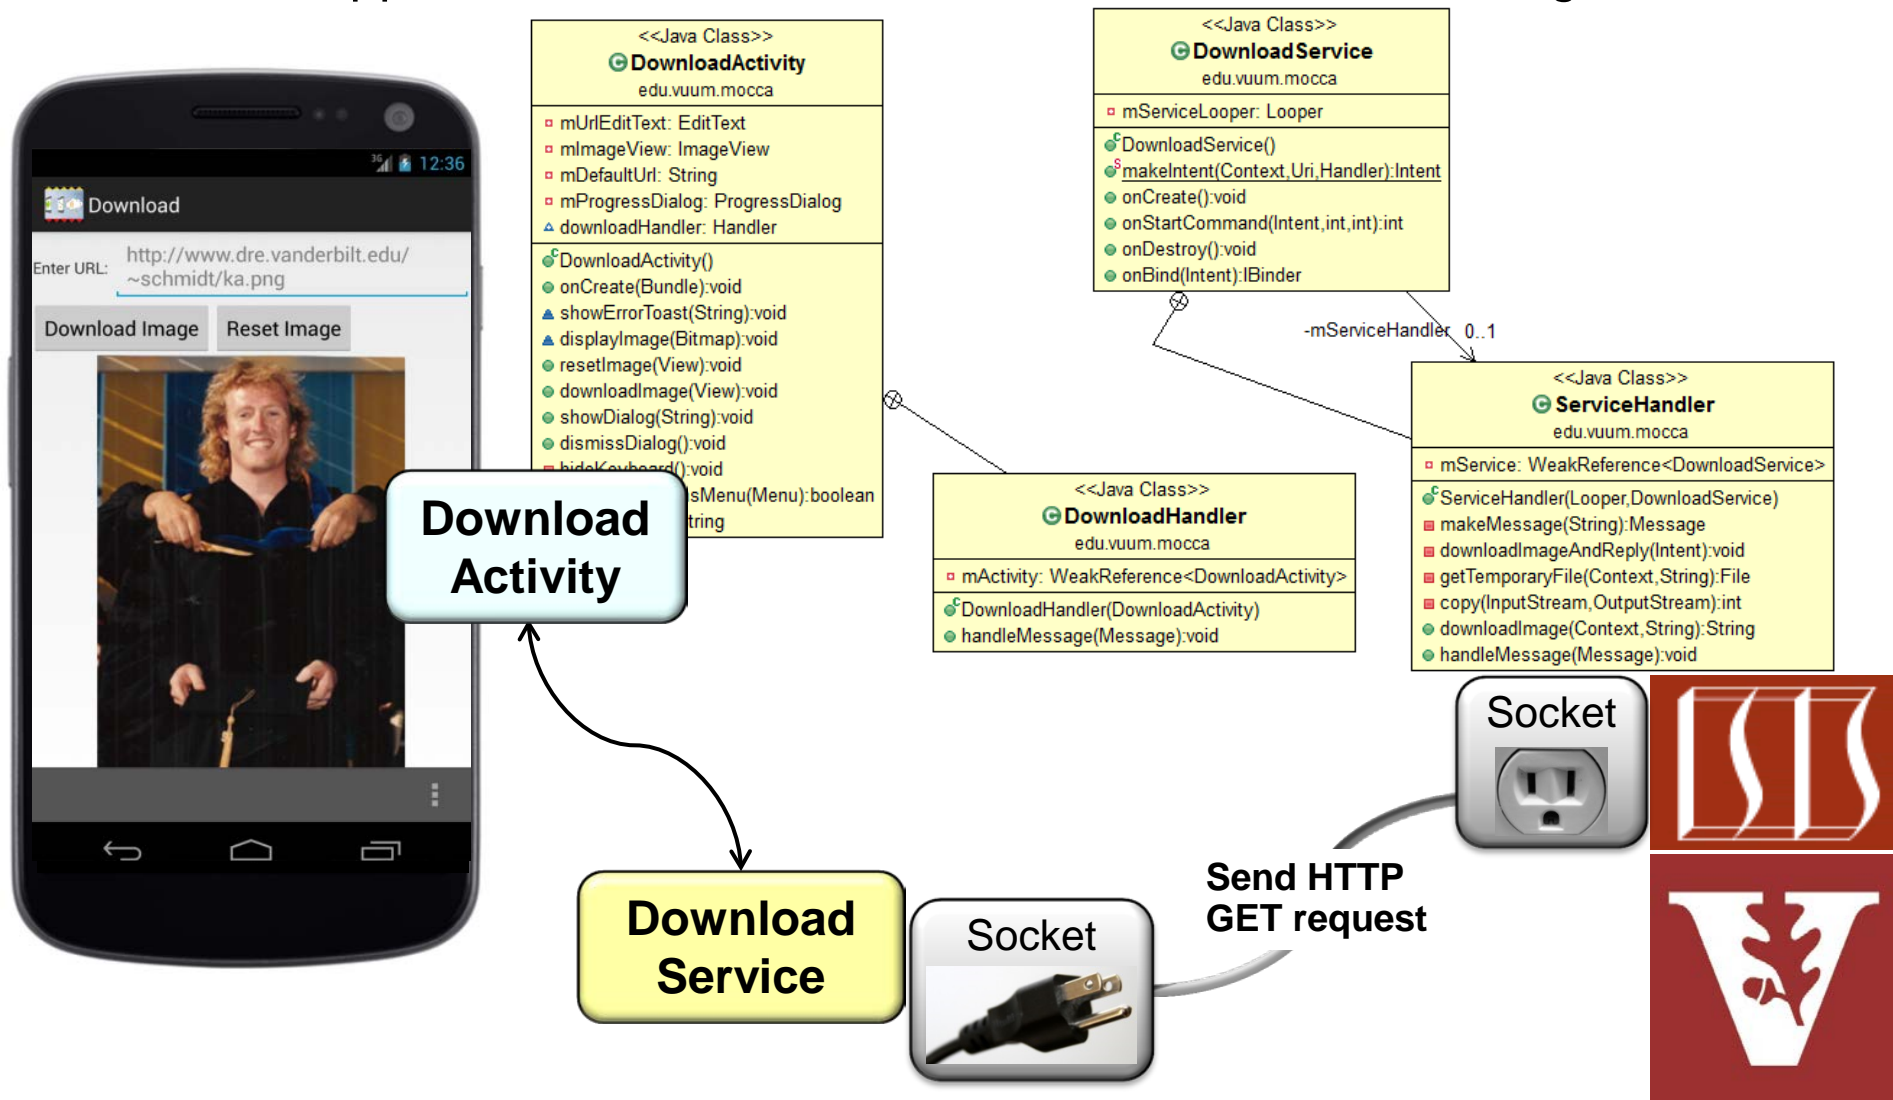 36 12:36
Download
Enter URL:
http://www.dre.vanderbilt.edu/
~schmidt/ka.png
Download Image
Reset Image
<<Java Class>>
DownloadActivity
edu.vuum.mocca
mUrlEditText: EditText
mImageView: ImageView
mDefaultUrl: String
mProgressDialog: ProgressDialog
downloadHandler: Handler
DownloadActivity()
onCreate(Bundle):void
showErrorToast(String):void
displayImage(Bitmap):void
resetImage(View):void
downloadImage(View):void
showDialog(String):void
dismissDialog():void
hideKeyboard():void
sMenu(Menu):boolean
tring
<<Java Class>>
DownloadService
edu.vuum.mocca
mServiceLooper: Looper
DownloadService()
makeIntent(Context,Uri,Handler):Intent
onCreate():void
onStartCommand(Intent,int,int):int
onDestroy():void
onBind(Intent):IBinder
-mServiceHandler 0..1
<<Java Class>>
DownloadHandler
edu.vuum.mocca
mActivity: WeakReference<DownloadActivity>
DownloadHandler(DownloadActivity)
handleMessage(Message):void
<<Java Class>>
ServiceHandler
edu.vuum.mocca
mService: WeakReference<DownloadService>
ServiceHandler(Looper,DownloadService)
makeMessage(String):Message
downloadImageAndReply(Intent):void
getTemporaryFile(Context,String):File
copy(InputStream,OutputStream):int
downloadImage(Context,String):String
handleMessage(Message):void
Download
Activity
Download
Service
Socket
Send HTTP
GET request
Socket
ISIS
V